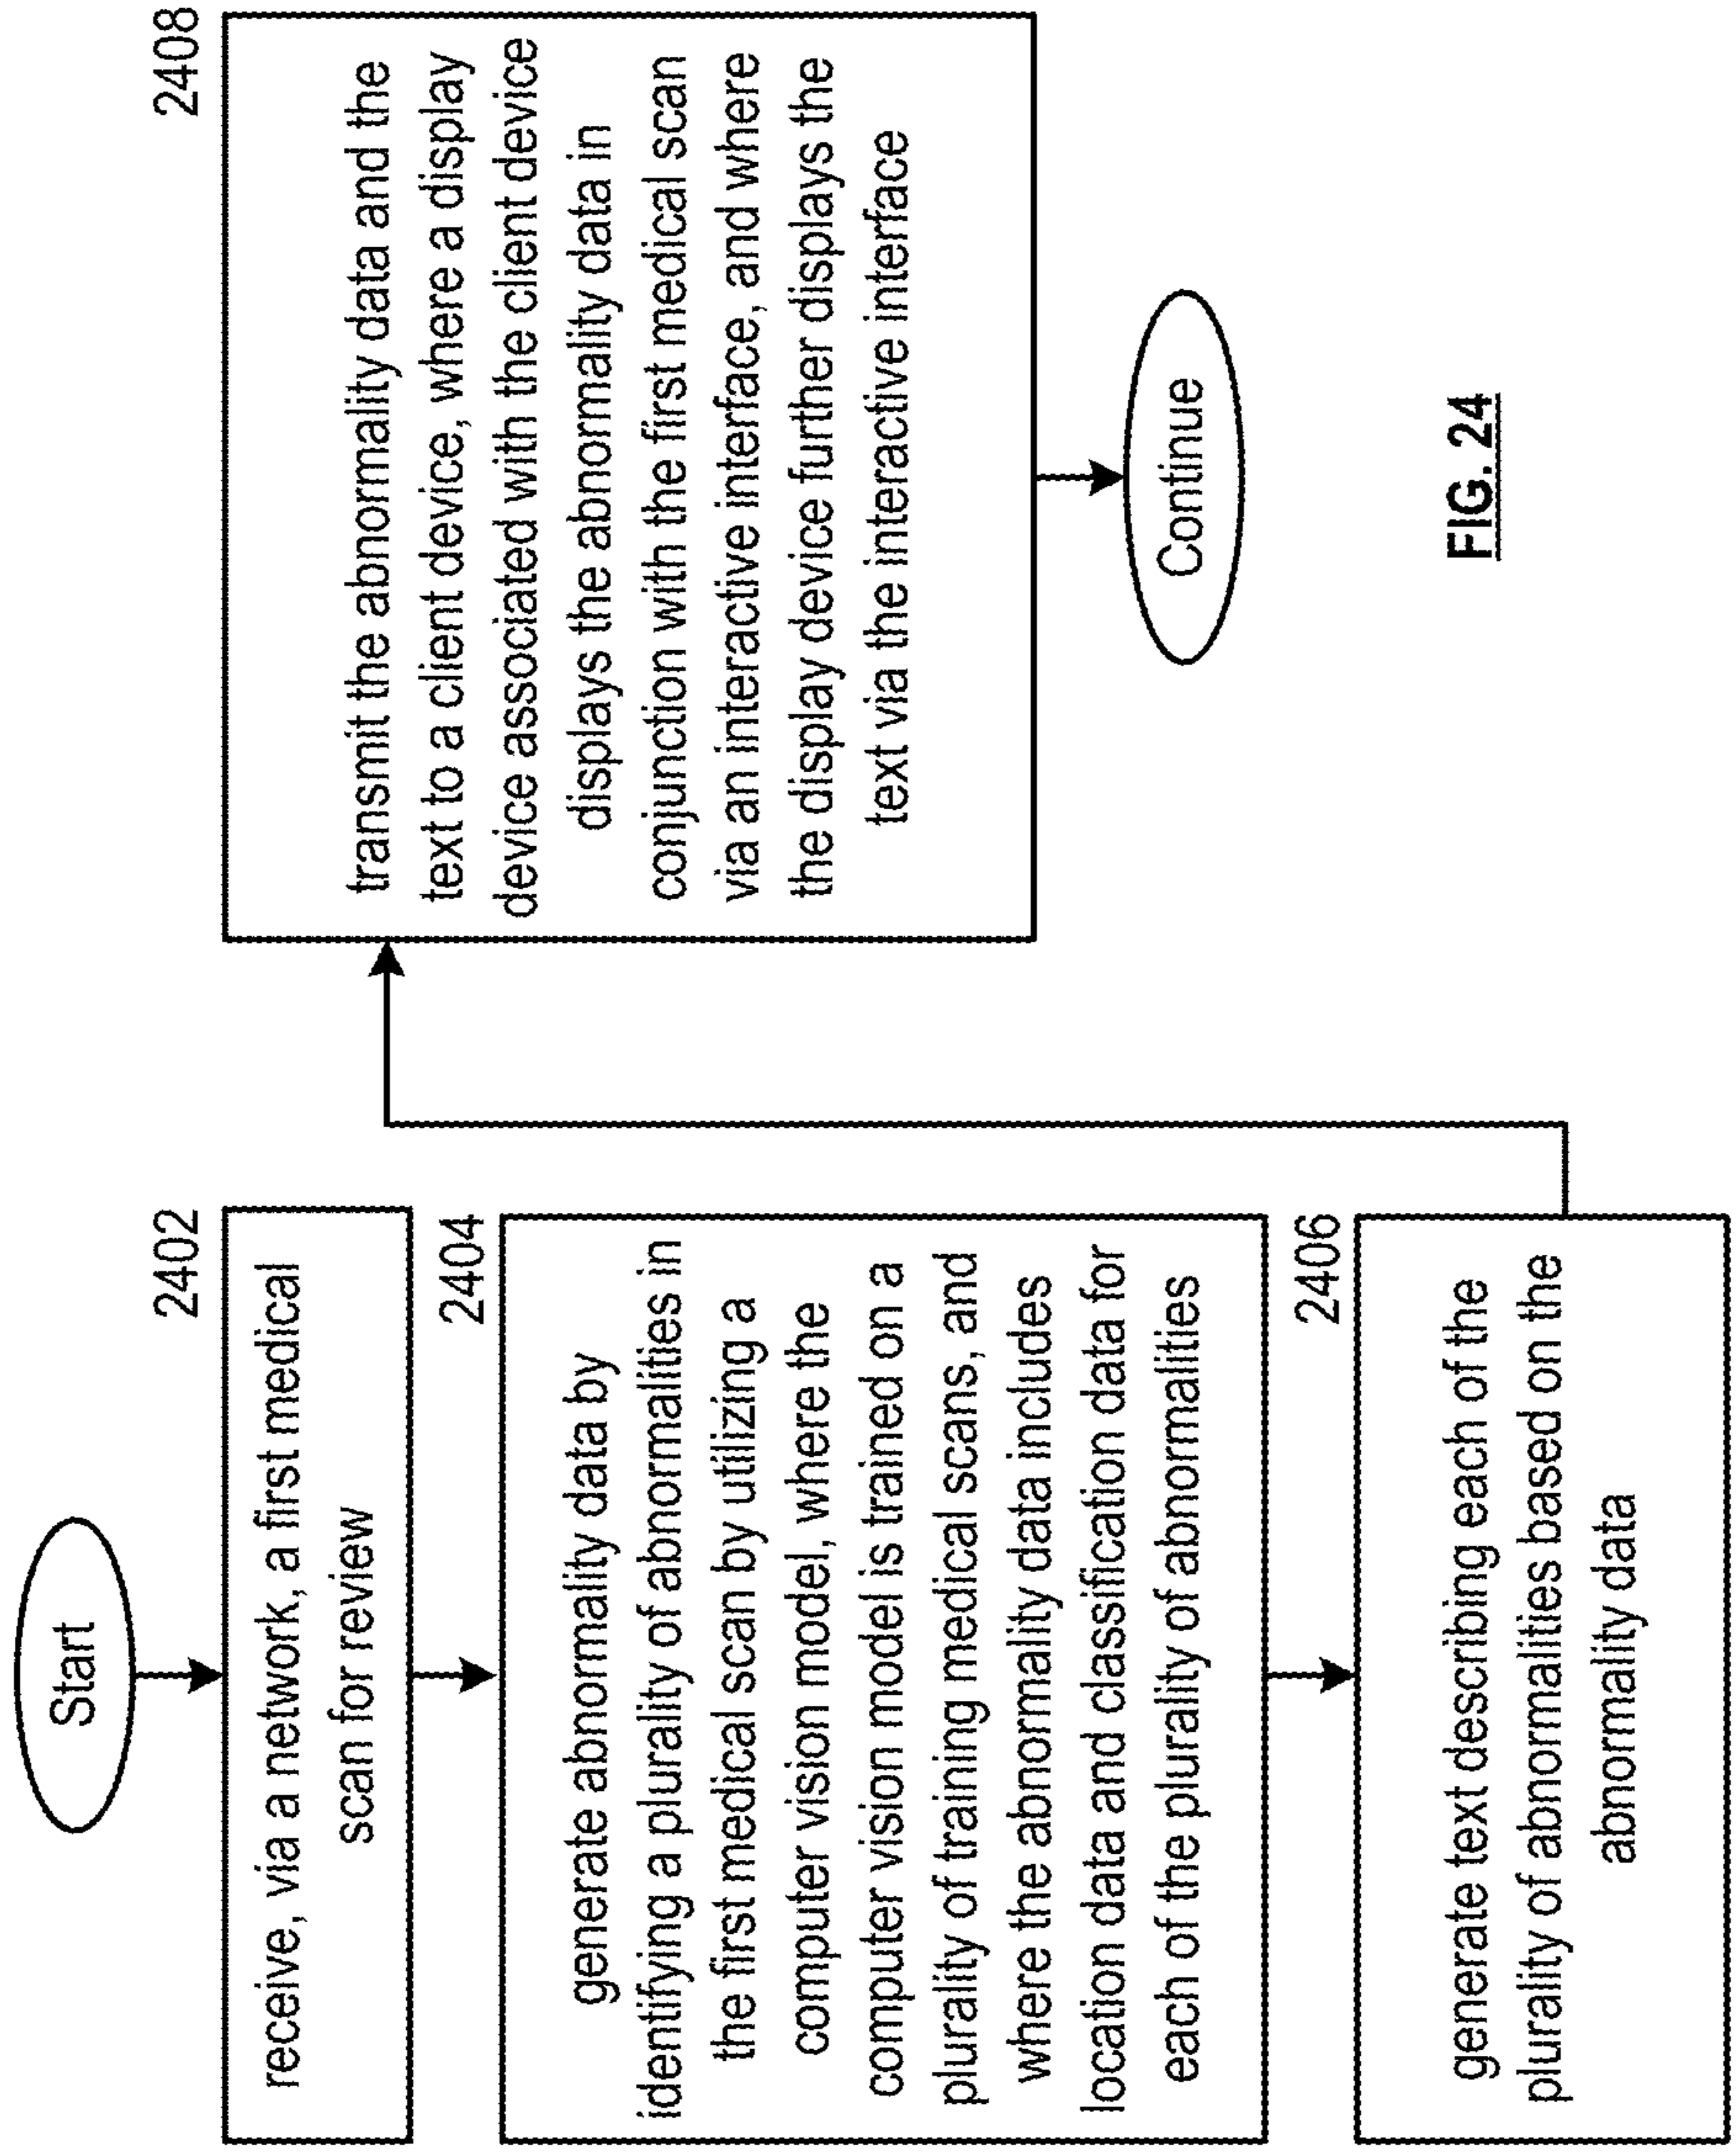 Start
2402
receive, via a network, a first medical
scan for review
2404
generate abnormality data by
identifying a plurality of abnormalities in
the first medical scan by utilizing a
computer vision model, where the
computer vision model is trained on a
plurality of training medical scans, and
where the abnormality data includes
location data and classification data for
each of the plurality of abnormalities
2406
generate text describing each of the
plurality of abnormalities based on the
abnormality data
2408
transmit the abnormality data and the
text to a client device, where a display
device associated with the client device
displays the abnormality data in
conjunction with the first medical scan
via an interactive interface, and where
the display device further displays the
text via the interactive interface
Continue
FIG. 24